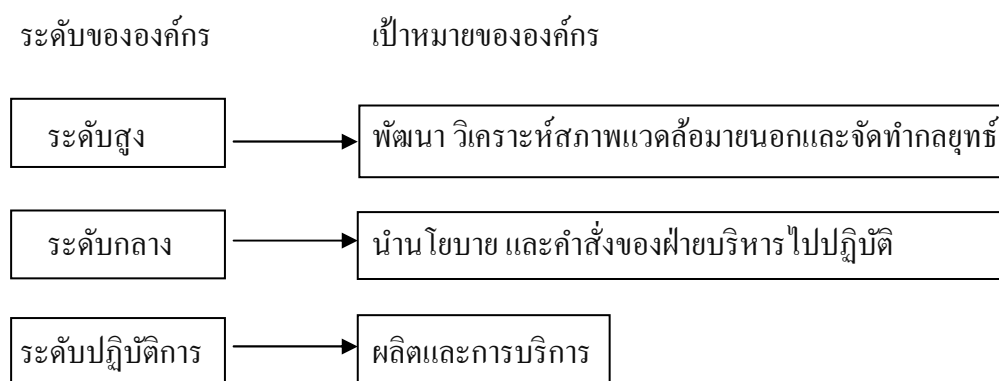 ระดับขององค์กร เป้าหมายขององค์กร
ระดับสูง พัฒนา วิเคราะห์สภาพแวดล้อมายนอกและจัดทำกลยุทธ์
ระดับกลาง นำนโยบาย และคำสั่งของฝ่ายบริหารไปปฏิบัติ
ระดับปฏิบัติการ ผลิตและการบริการ